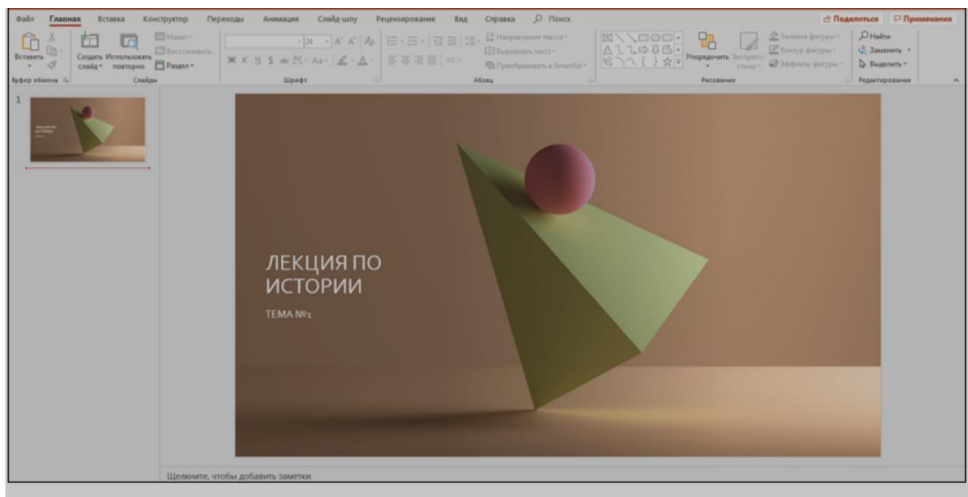 Файл Главная Вставка Конструктор Переходы Анимация Слайд-шоу Рецензирование Вид Справка Поиск Поделиться Примечания
Вставить
Создать слайд
Использовать повторно
Макет
Восстановить
Раздел
24
Ж К Ч S ab Aa
Направление текста
Выровнять текст
Преобразовать в SmartArt
Упорядочить
Экспресс-стили
Заливка фигуры
Контур фигуры
Эффекты фигуры
Найти
Заменить
Выделить
Буфер обмена Слайды Шрифт Абзац Рисование Редактирование
1
ЛЕКЦИЯ ПО
ИСТОРИИ
ТЕМА №1
Щелкните, чтобы добавить заметки